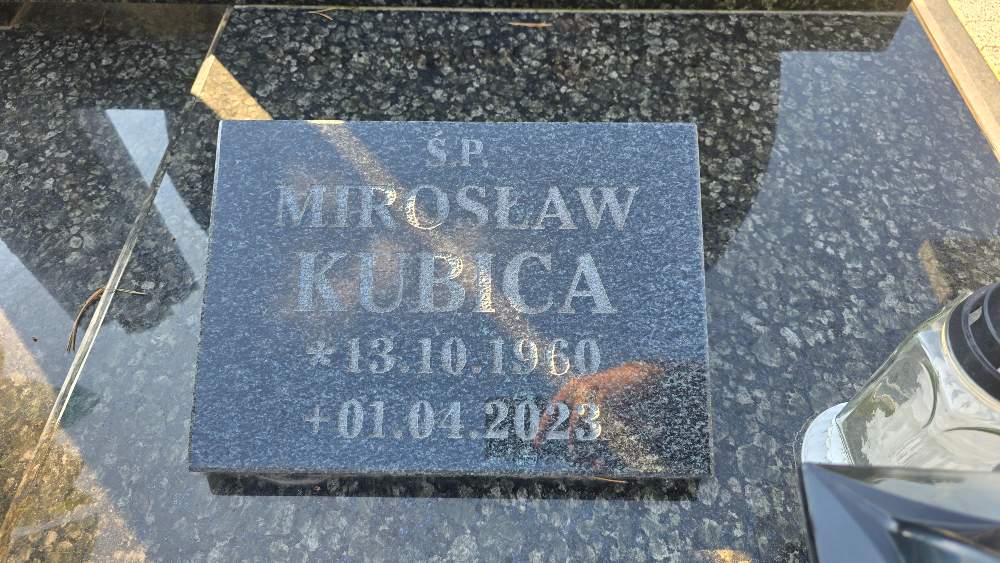 Ś.P.
MIROSŁAW
KUBICA
*13.10.1960
+01.04.2023